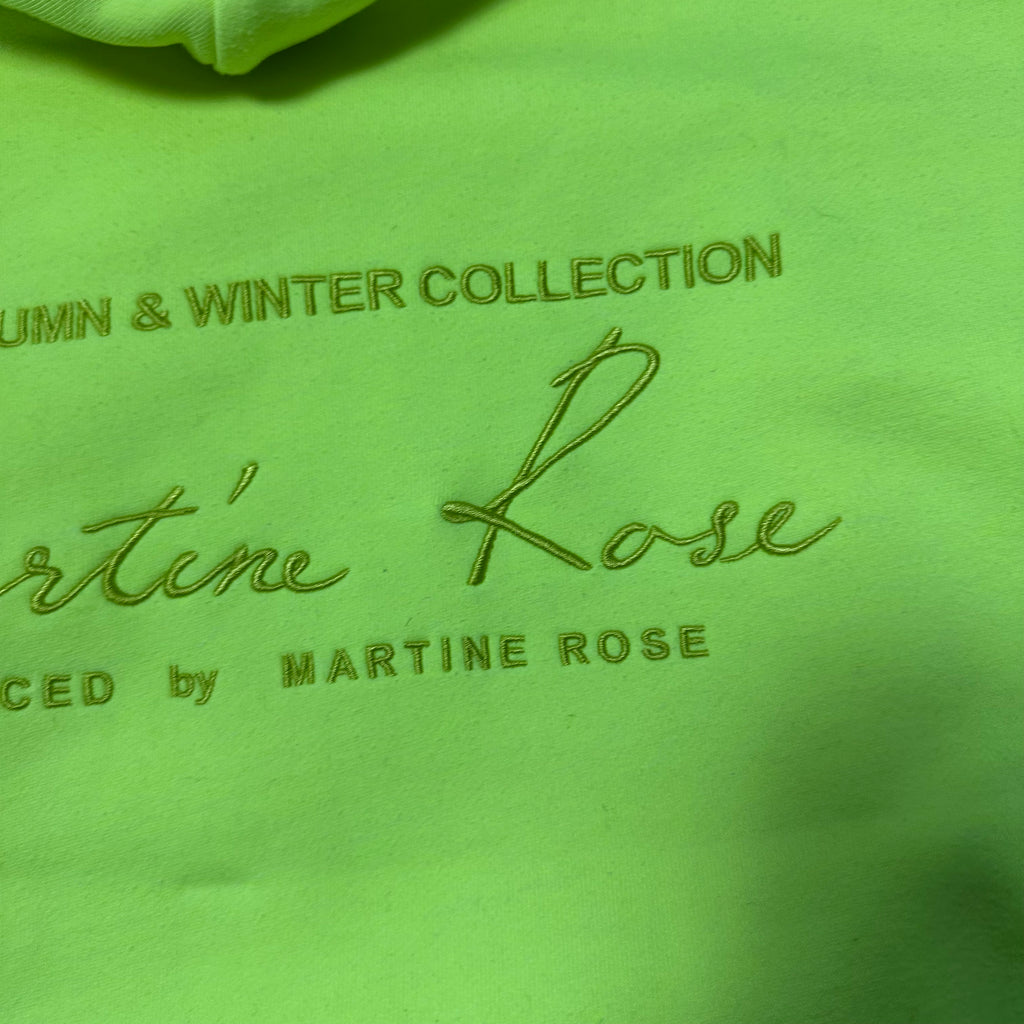 UMN & WINTER COLLECTION
rtine Rose
CED by MARTINE ROSE